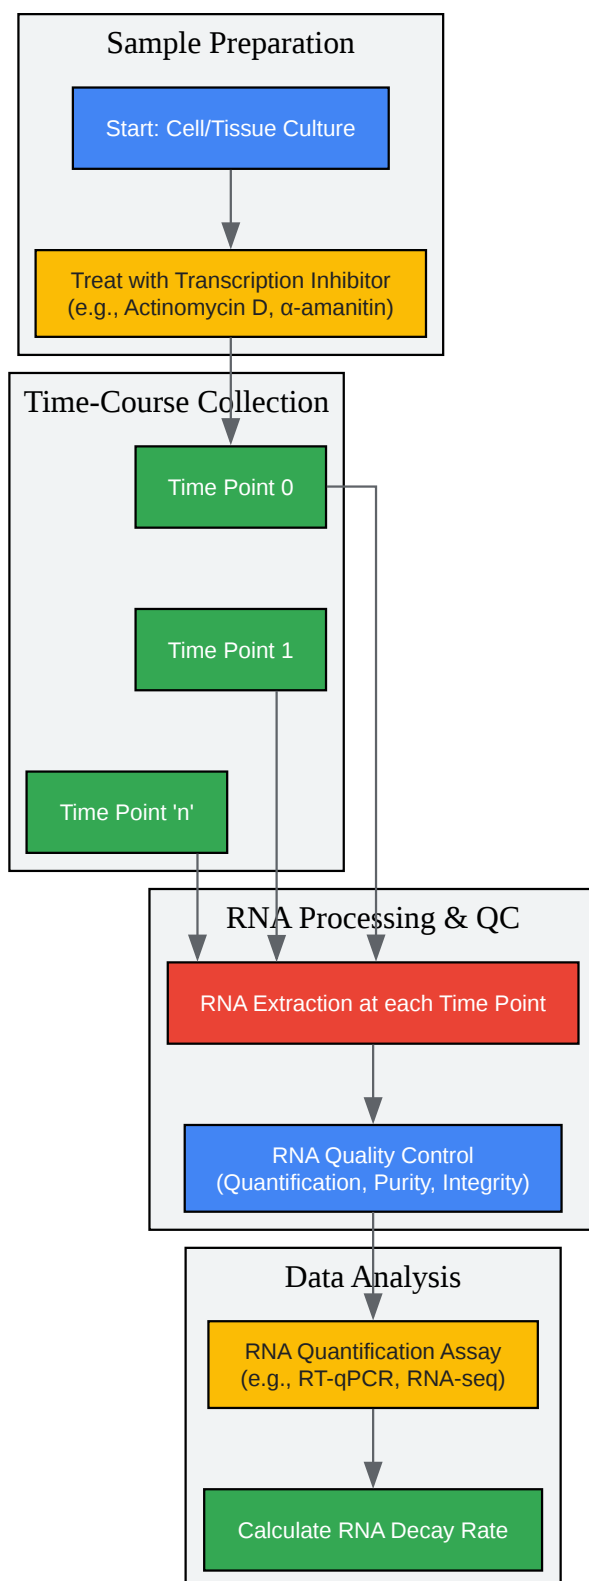 Sample Preparation
Start: Cell/Tissue Culture
Treat with Transcription Inhibitor
(e.g., Actinomycin D, α-amanitin)
Time-Course Collection
Time Point 0
Time Point 1
Time Point 'n'
RNA Processing & QC
RNA Extraction at each Time Point
RNA Quality Control
(Quantification, Purity, Integrity)
Data Analysis
RNA Quantification Assay
(e.g., RT-qPCR, RNA-seq)
Calculate RNA Decay Rate